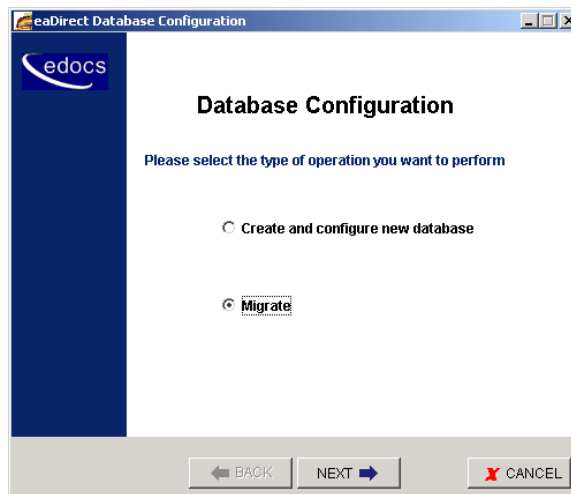 eaDirect Database Configuration
edocs
Database Configuration
Please select the type of operation you want to perform
Create and configure new database
Migrate
BACK NEXT CANCEL